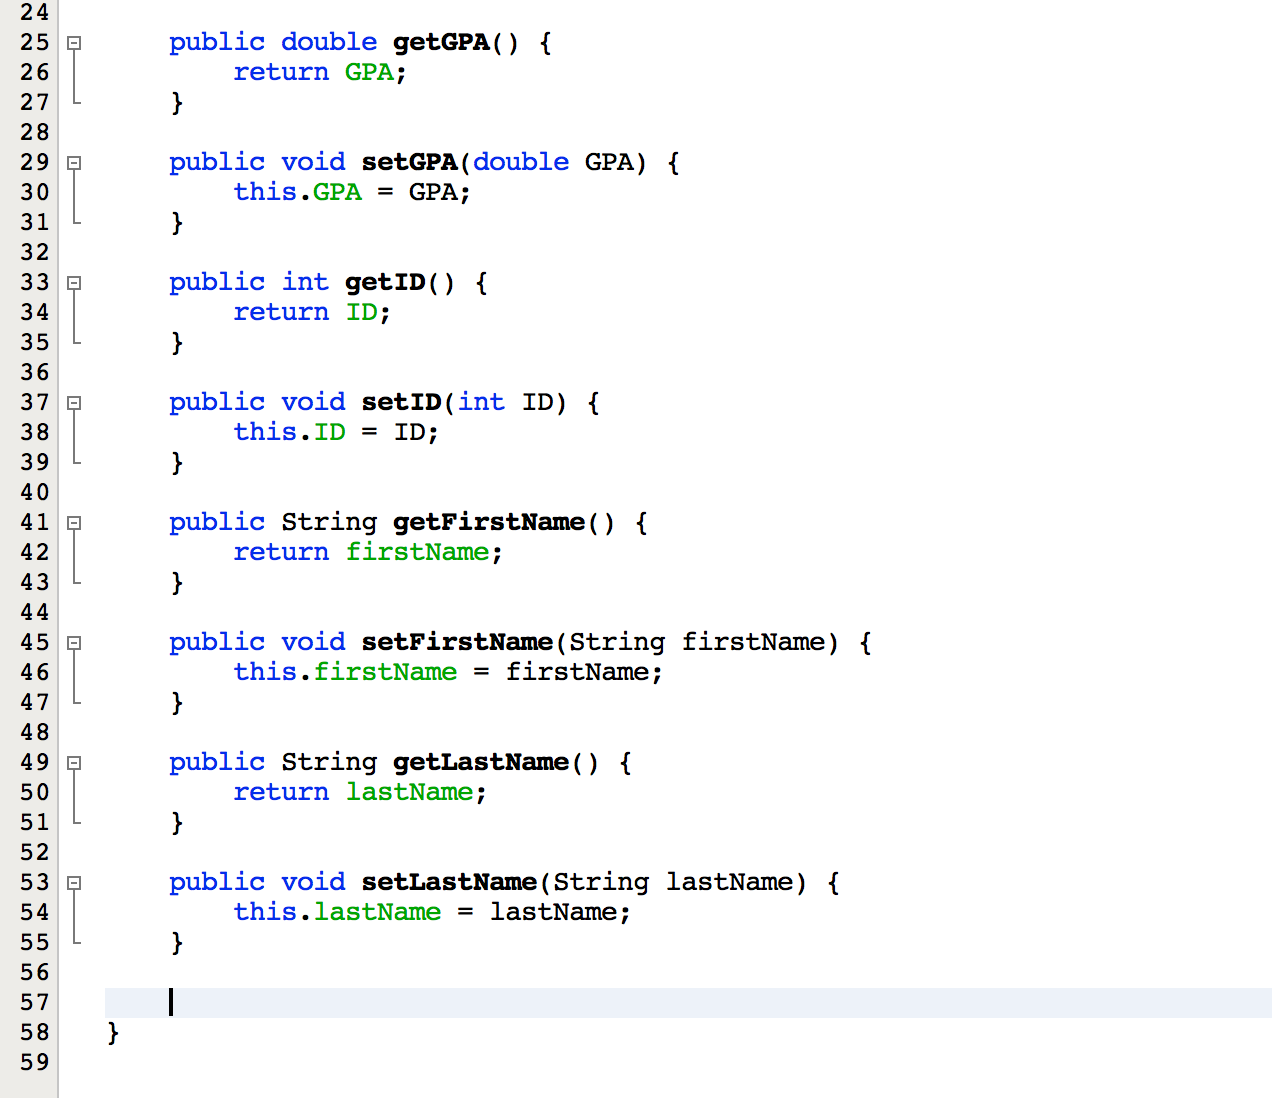 24
25 public double getGPA() {
26 return GPA;
27 }
28
29 public void setGPA(double GPA) {
30 this.GPA = GPA;
31 }
32
33 public int getID() {
34 return ID;
35 }
36
37 public void setID(int ID) {
38 this.ID = ID;
39 }
40
41 public String getFirstName() {
42 return firstName;
43 }
44
45 public void setFirstName(String firstName) {
46 this.firstName = firstName;
47 }
48
49 public String getLastName() {
50 return lastName;
51 }
52
53 public void setLastName(String lastName) {
54 this.lastName = lastName;
55 }
56
57
58 }
59